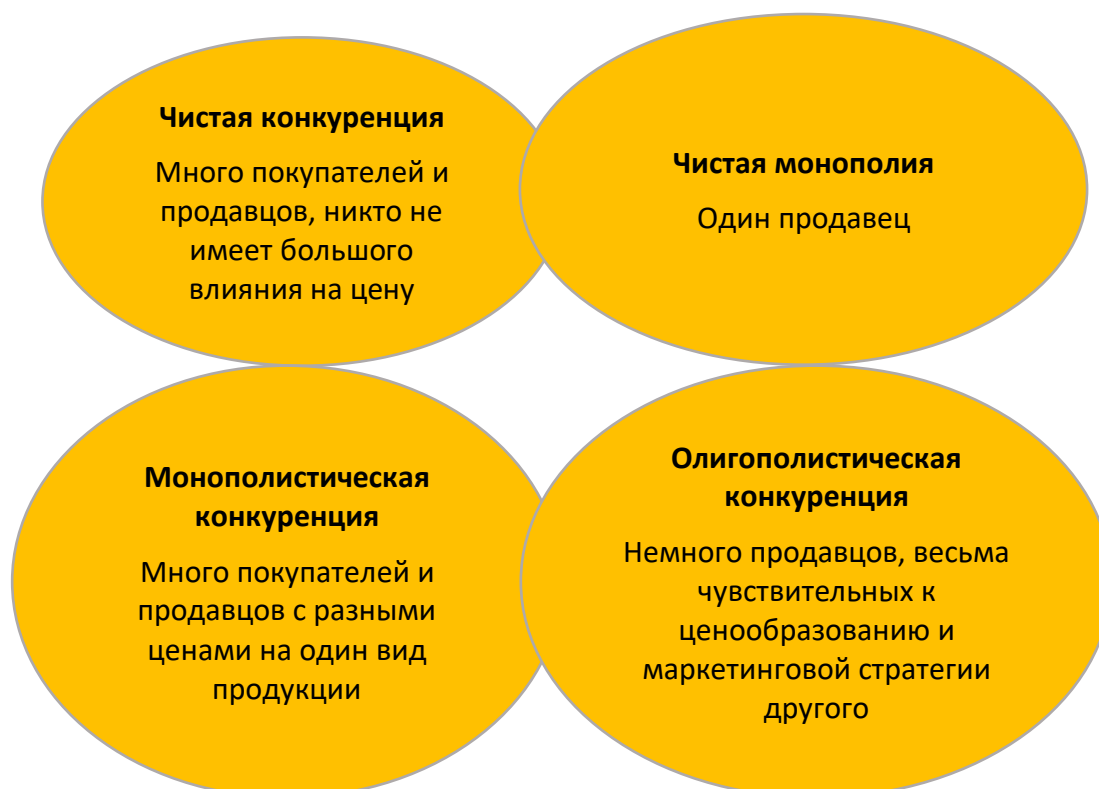 Чистая конкуренция
Много покупателей и
продавцов, никто не
имеет большого
влияния на цену
Чистая монополия
Один продавец
Монополистическая
конкуренция
Много покупателей и
продавцов с разными
ценами на один вид
продукции
Олигополистическая
конкуренция
Немного продавцов, весьма
чувствительных к
ценообразованию и
маркетинговой стратегии
другого